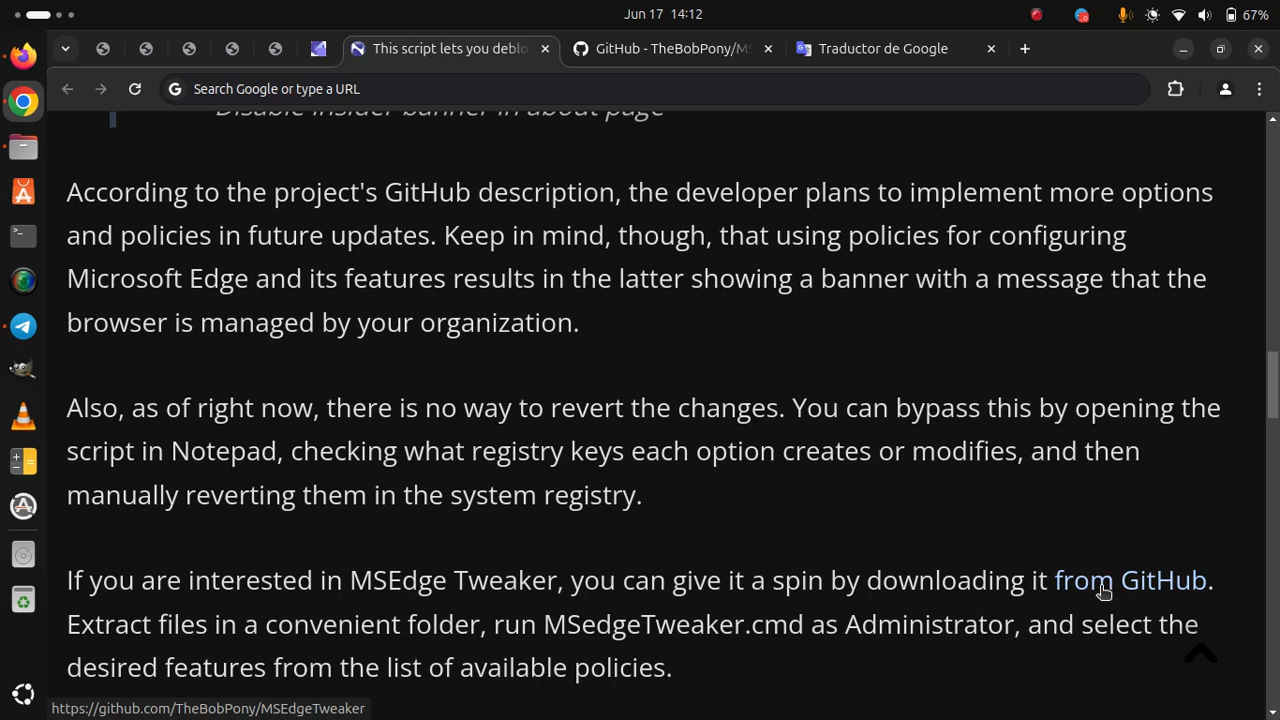 Jun 17 14:12
67%
This script lets you deblo
GitHub - TheBobPony/MS
Traductor de Google
Search Google or type a URL
Disable insider banner in about page
According to the project's GitHub description, the developer plans to implement more options
and policies in future updates. Keep in mind, though, that using policies for configuring
Microsoft Edge and its features results in the latter showing a banner with a message that the
browser is managed by your organization.
Also, as of right now, there is no way to revert the changes. You can bypass this by opening the
script in Notepad, checking what registry keys each option creates or modifies, and then
manually reverting them in the system registry.
If you are interested in MSEdge Tweaker, you can give it a spin by downloading it from GitHub.
Extract files in a convenient folder, run MSedgeTweaker.cmd as Administrator, and select the
desired features from the list of available policies.
https://github.com/TheBobPony/MSEdgeTweaker